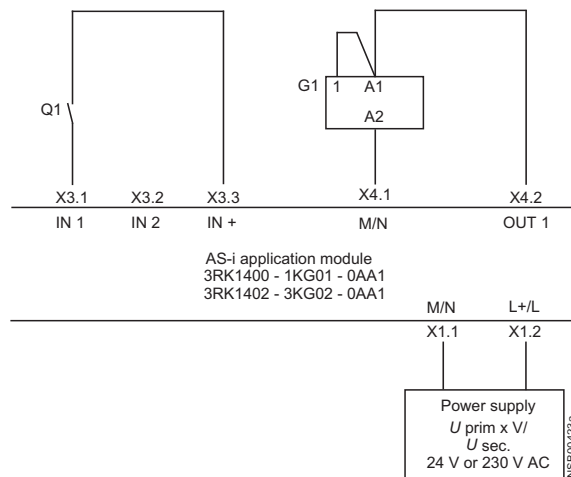 G1 1 A1
Q1
A2
X3.1 X3.2 X3.3 X4.1 X4.2
IN 1 IN 2 IN + M/N OUT 1
AS-i application module
3RK1400 - 1KG01 - 0AA1
3RK1402 - 3KG02 - 0AA1
M/N L+/L
X1.1 X1.2
Power supply
U prim x V/
U sec.
24 V or 230 V AC